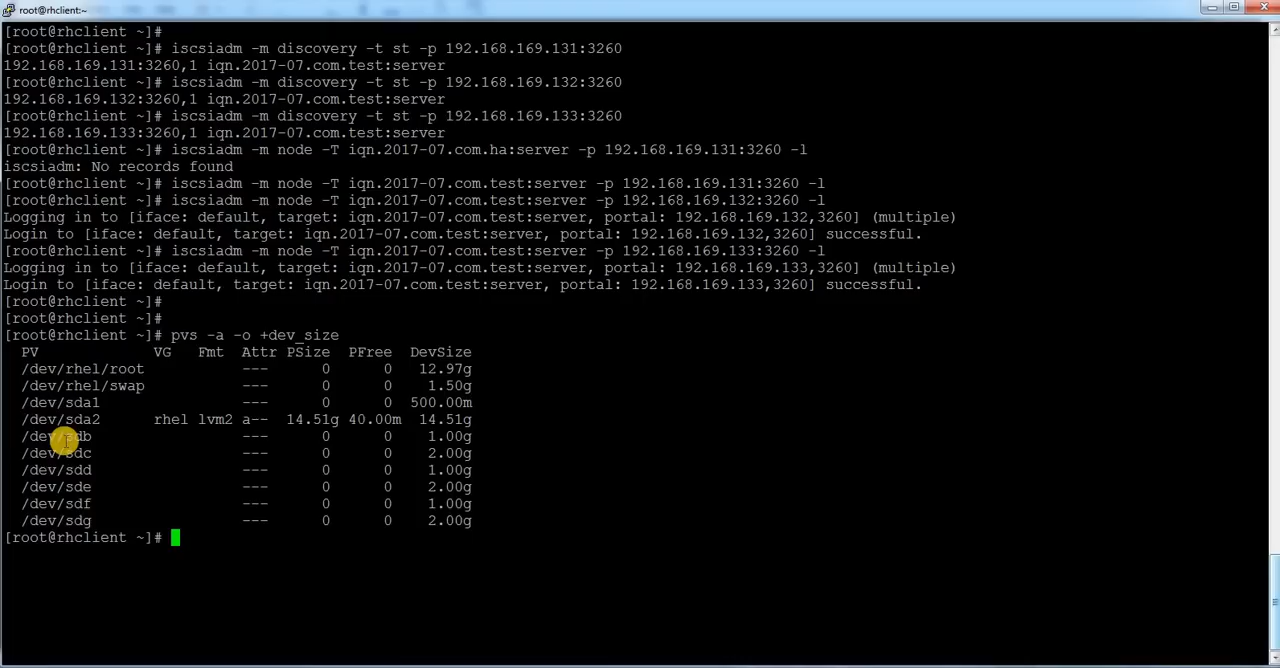 root@rhclient:~
[root@rhclient ~]#
[root@rhclient ~]# iscsiadm -m discovery -t st -p 192.168.169.131:3260
192.168.169.131:3260,1 iqn.2017-07.com.test:server
[root@rhclient ~]# iscsiadm -m discovery -t st -p 192.168.169.132:3260
192.168.169.132:3260,1 iqn.2017-07.com.test:server
[root@rhclient ~]# iscsiadm -m discovery -t st -p 192.168.169.133:3260
192.168.169.133:3260,1 iqn.2017-07.com.test:server
[root@rhclient ~]# iscsiadm -m node -T iqn.2017-07.com.ha:server -p 192.168.169.131:3260 -l
iscsiadm: No records found
[root@rhclient ~]# iscsiadm -m node -T iqn.2017-07.com.test:server -p 192.168.169.131:3260 -l
[root@rhclient ~]# iscsiadm -m node -T iqn.2017-07.com.test:server -p 192.168.169.132:3260 -l
Logging in to [iface: default, target: iqn.2017-07.com.test:server, portal: 192.168.169.132,3260] (multiple)
Login to [iface: default, target: iqn.2017-07.com.test:server, portal: 192.168.169.132,3260] successful.
[root@rhclient ~]# iscsiadm -m node -T iqn.2017-07.com.test:server -p 192.168.169.133:3260 -l
Logging in to [iface: default, target: iqn.2017-07.com.test:server, portal: 192.168.169.133,3260] (multiple)
Login to [iface: default, target: iqn.2017-07.com.test:server, portal: 192.168.169.133,3260] successful.
[root@rhclient ~]#
[root@rhclient ~]#
[root@rhclient ~]# pvs -a -o +dev_size
PV VG Fmt Attr PSize PFree DevSize
/dev/rhel/root --- 0 0 12.97g
/dev/rhel/swap --- 0 0 1.50g
/dev/sda1 --- 0 0 500.00m
/dev/sda2 rhel lvm2 a-- 14.51g 40.00m 14.51g
/dev/sdb --- 0 0 1.00g
/dev/sdc --- 0 0 2.00g
/dev/sdd --- 0 0 1.00g
/dev/sde --- 0 0 2.00g
/dev/sdf --- 0 0 1.00g
/dev/sdg --- 0 0 2.00g
[root@rhclient ~]#